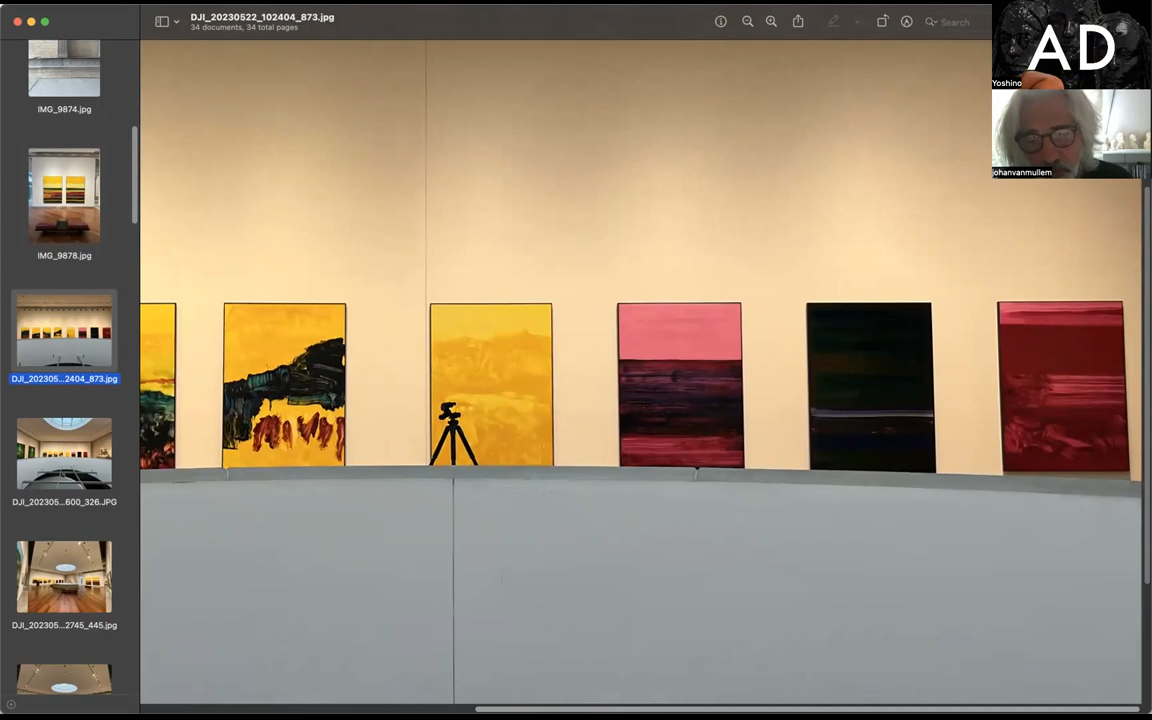 DJI_20230522_102404_873.jpg
34 documents, 34 total pages
Search
AD
Yoshino
johanvanmullem
IMG_9874.jpg
IMG_9878.jpg
DJI_202305...2404_873.jpg
DJI_202305...600_326.JPG
DJI_202305...2745_445.jpg